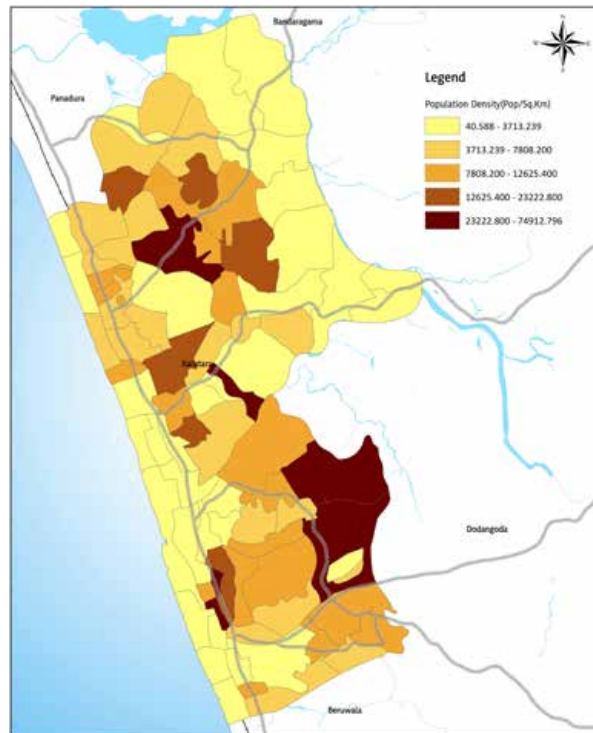 Bandaragama
N
W
Panadura
Legend
Population Density(Pop/Sq.Km)
40.588 - 3713.239
3713.239 - 7808.200
7808.200 - 12625.400
12625.400 - 23222.800
23222.800 - 74912.796
Dodangoda
Beruwala